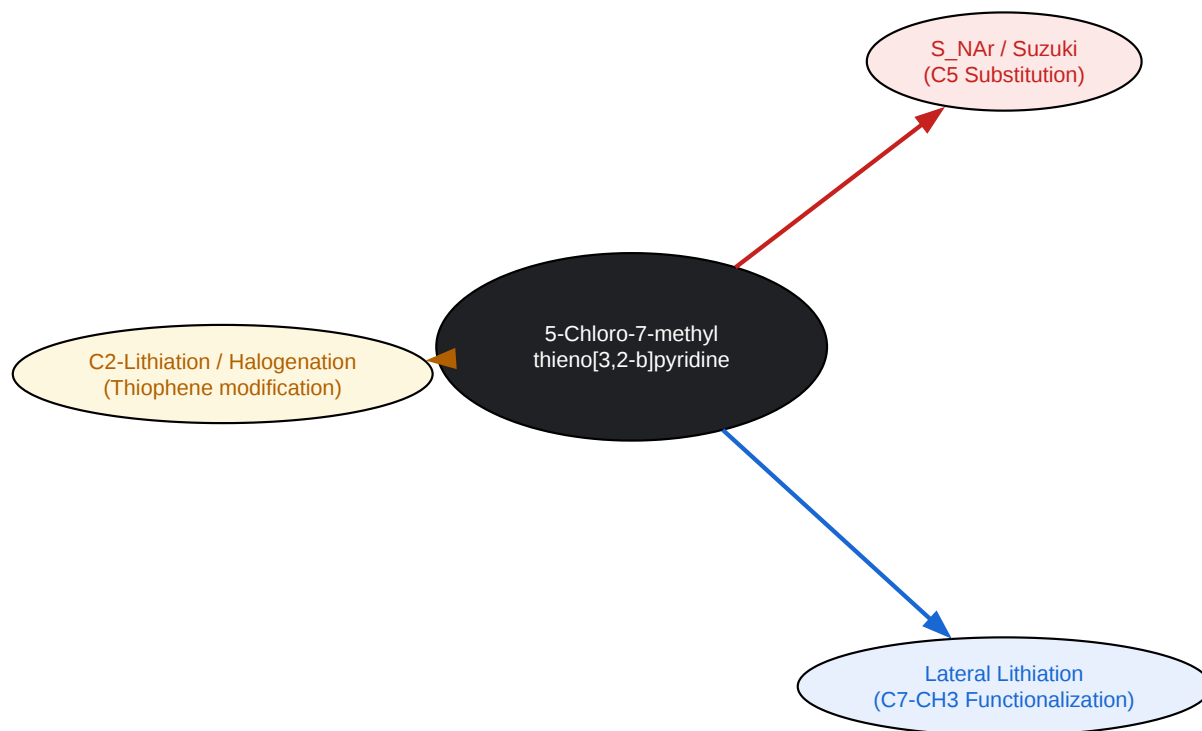 S_NAr / Suzuki
(C5 Substitution)
5-Chloro-7-methyl
thieno[3,2-b]pyridine
C2-Lithiation / Halogenation
(Thiophene modification)
Lateral Lithiation
(C7-CH3 Functionalization)